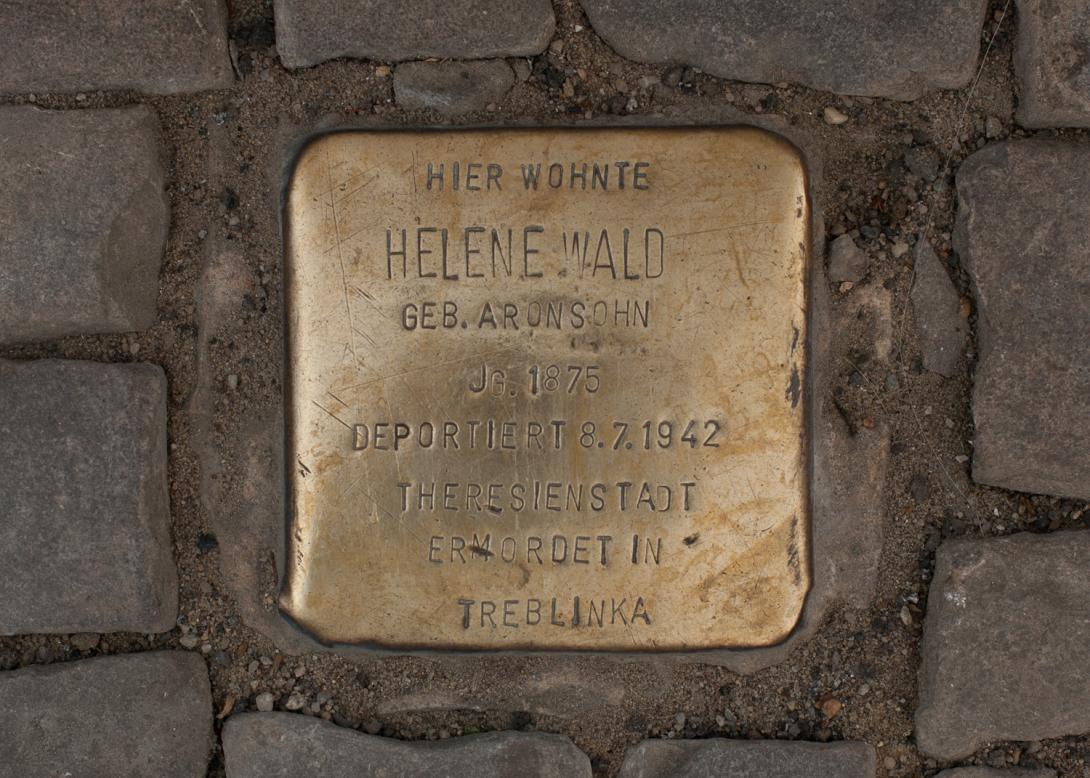 HIER WOHNTE
HELENE WALD
GEB. ARONSOHN
JG. 1875
DEPORTIERT 8.7.1942
THERESIENSTADT
ERMORDET IN
TREBLINKA